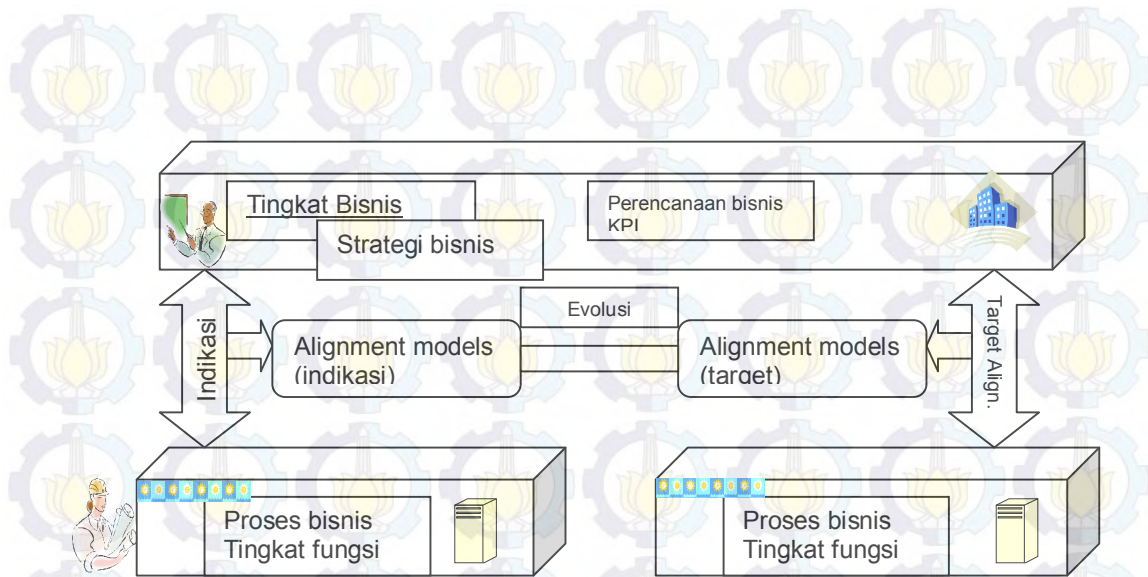 Tingkat Bisnis
Strategi bisnis
Perencanaan bisnis
KPI
Indikasi
Alignment models
(indikasi)
Evolusi
Alignment models
(target)
Target Align.
Proses bisnis
Tingkat fungsi
Proses bisnis
Tingkat fungsi